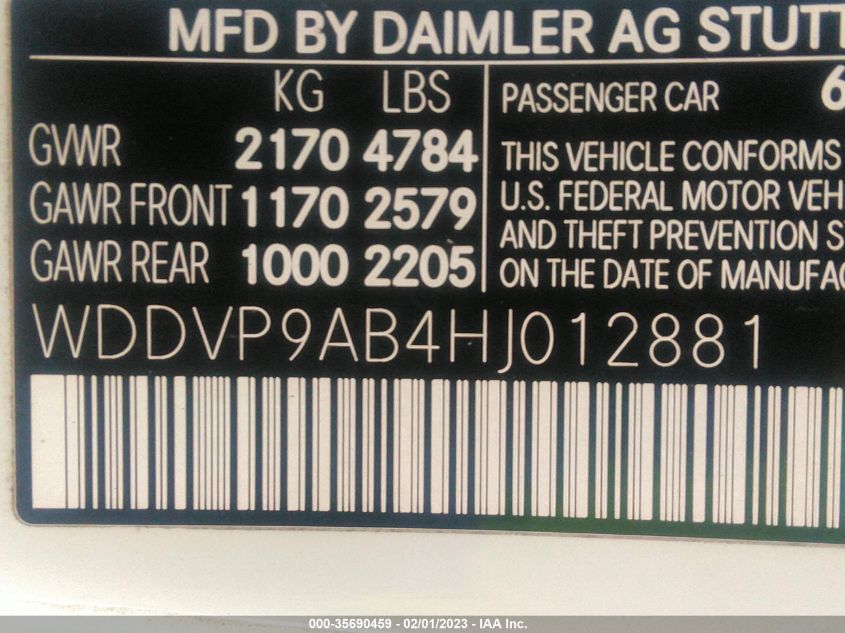 MFD BY DAIMLER AG STUTT
KG LBS
GVWR 2170 4784
GAWR FRONT 1170 2579
GAWR REAR 1000 2205
PASSENGER CAR 6
THIS VEHICLE CONFORMS
U.S. FEDERAL MOTOR VEH
AND THEFT PREVENTION S
ON THE DATE OF MANUFAC
WDDVP9AB4HJ012881
000-35690459 - 02/01/2023 - IAA Inc.